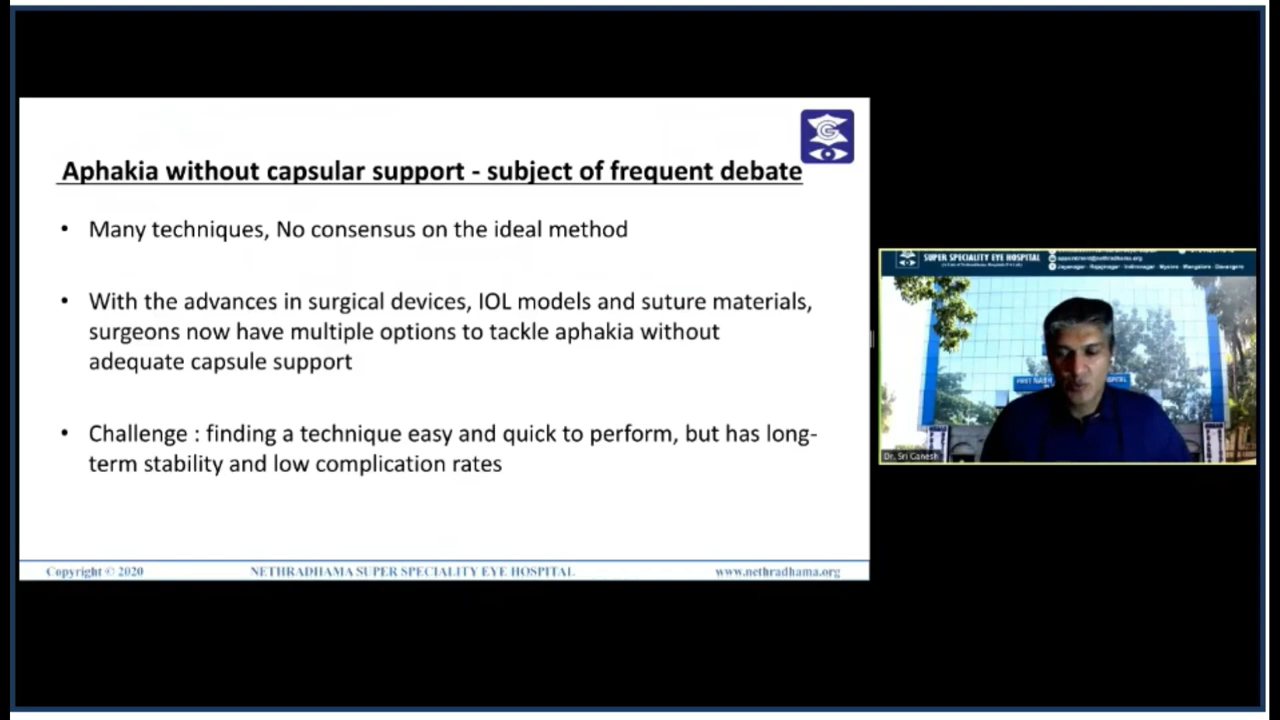 Aphakia without capsular support - subject of frequent debate
• Many techniques, No consensus on the ideal method
• With the advances in surgical devices, IOL models and suture materials,
surgeons now have multiple options to tackle aphakia without
adequate capsule support
• Challenge : finding a technique easy and quick to perform, but has long-
term stability and low complication rates
Copyright © 2020 NETHRADHAMA SUPER SPECIALITY EYE HOSPITAL www.nethradhama.org
SUPER SPECIALITY EYE HOSPITAL
Dr. Sri Ganesh